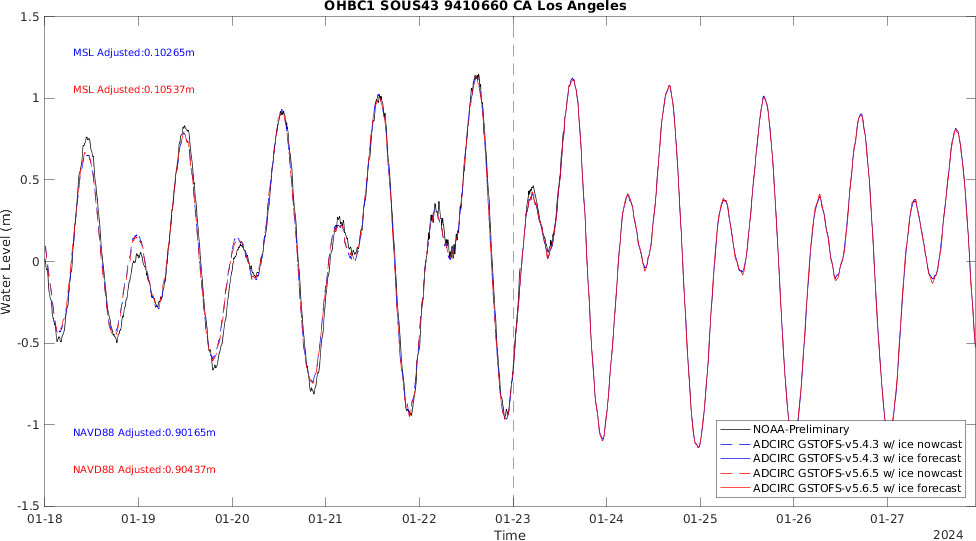 OHBC1 SOUS43 9410660 CA Los Angeles
1.5
MSL Adjusted:0.10265m
MSL Adjusted:0.10537m
1
0.5
0
-0.5
-1
-1.5
Water Level (m)
NAVD88 Adjusted:0.90165m
NAVD88 Adjusted:0.90437m
NOAA-Preliminary
ADCIRC GSTOFS-v5.4.3 w/ ice nowcast
ADCIRC GSTOFS-v5.4.3 w/ ice forecast
ADCIRC GSTOFS-v5.6.5 w/ ice nowcast
ADCIRC GSTOFS-v5.6.5 w/ ice forecast
01-18 01-19 01-20 01-21 01-22 01-23 01-24 01-25 01-26 01-27
Time
2024